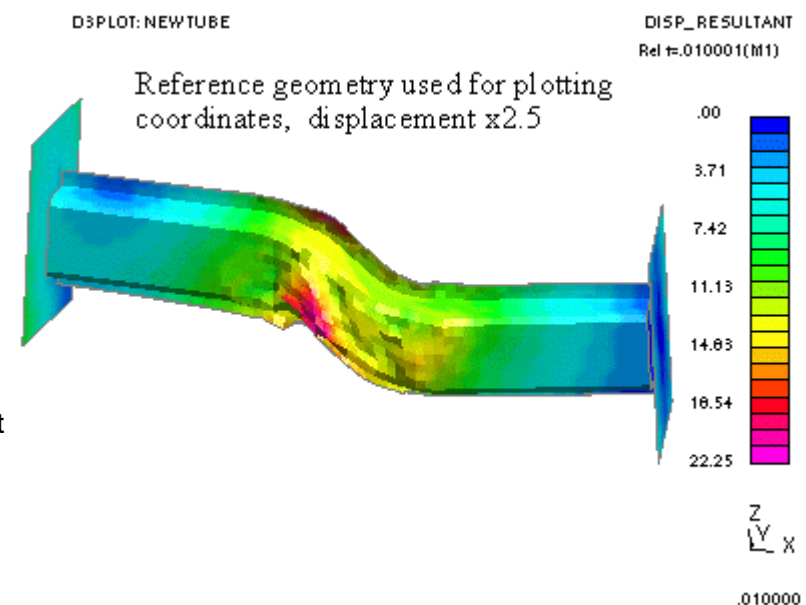 D3PLOT: NEWTUBE
DISP_RESULTANT
Rel t=.010001(M1)
Reference geometry used for plotting
coordinates, displacement x2.5
.00
3.71
7.42
11.13
14.83
18.54
22.25
t
Z
Y
X
.010000